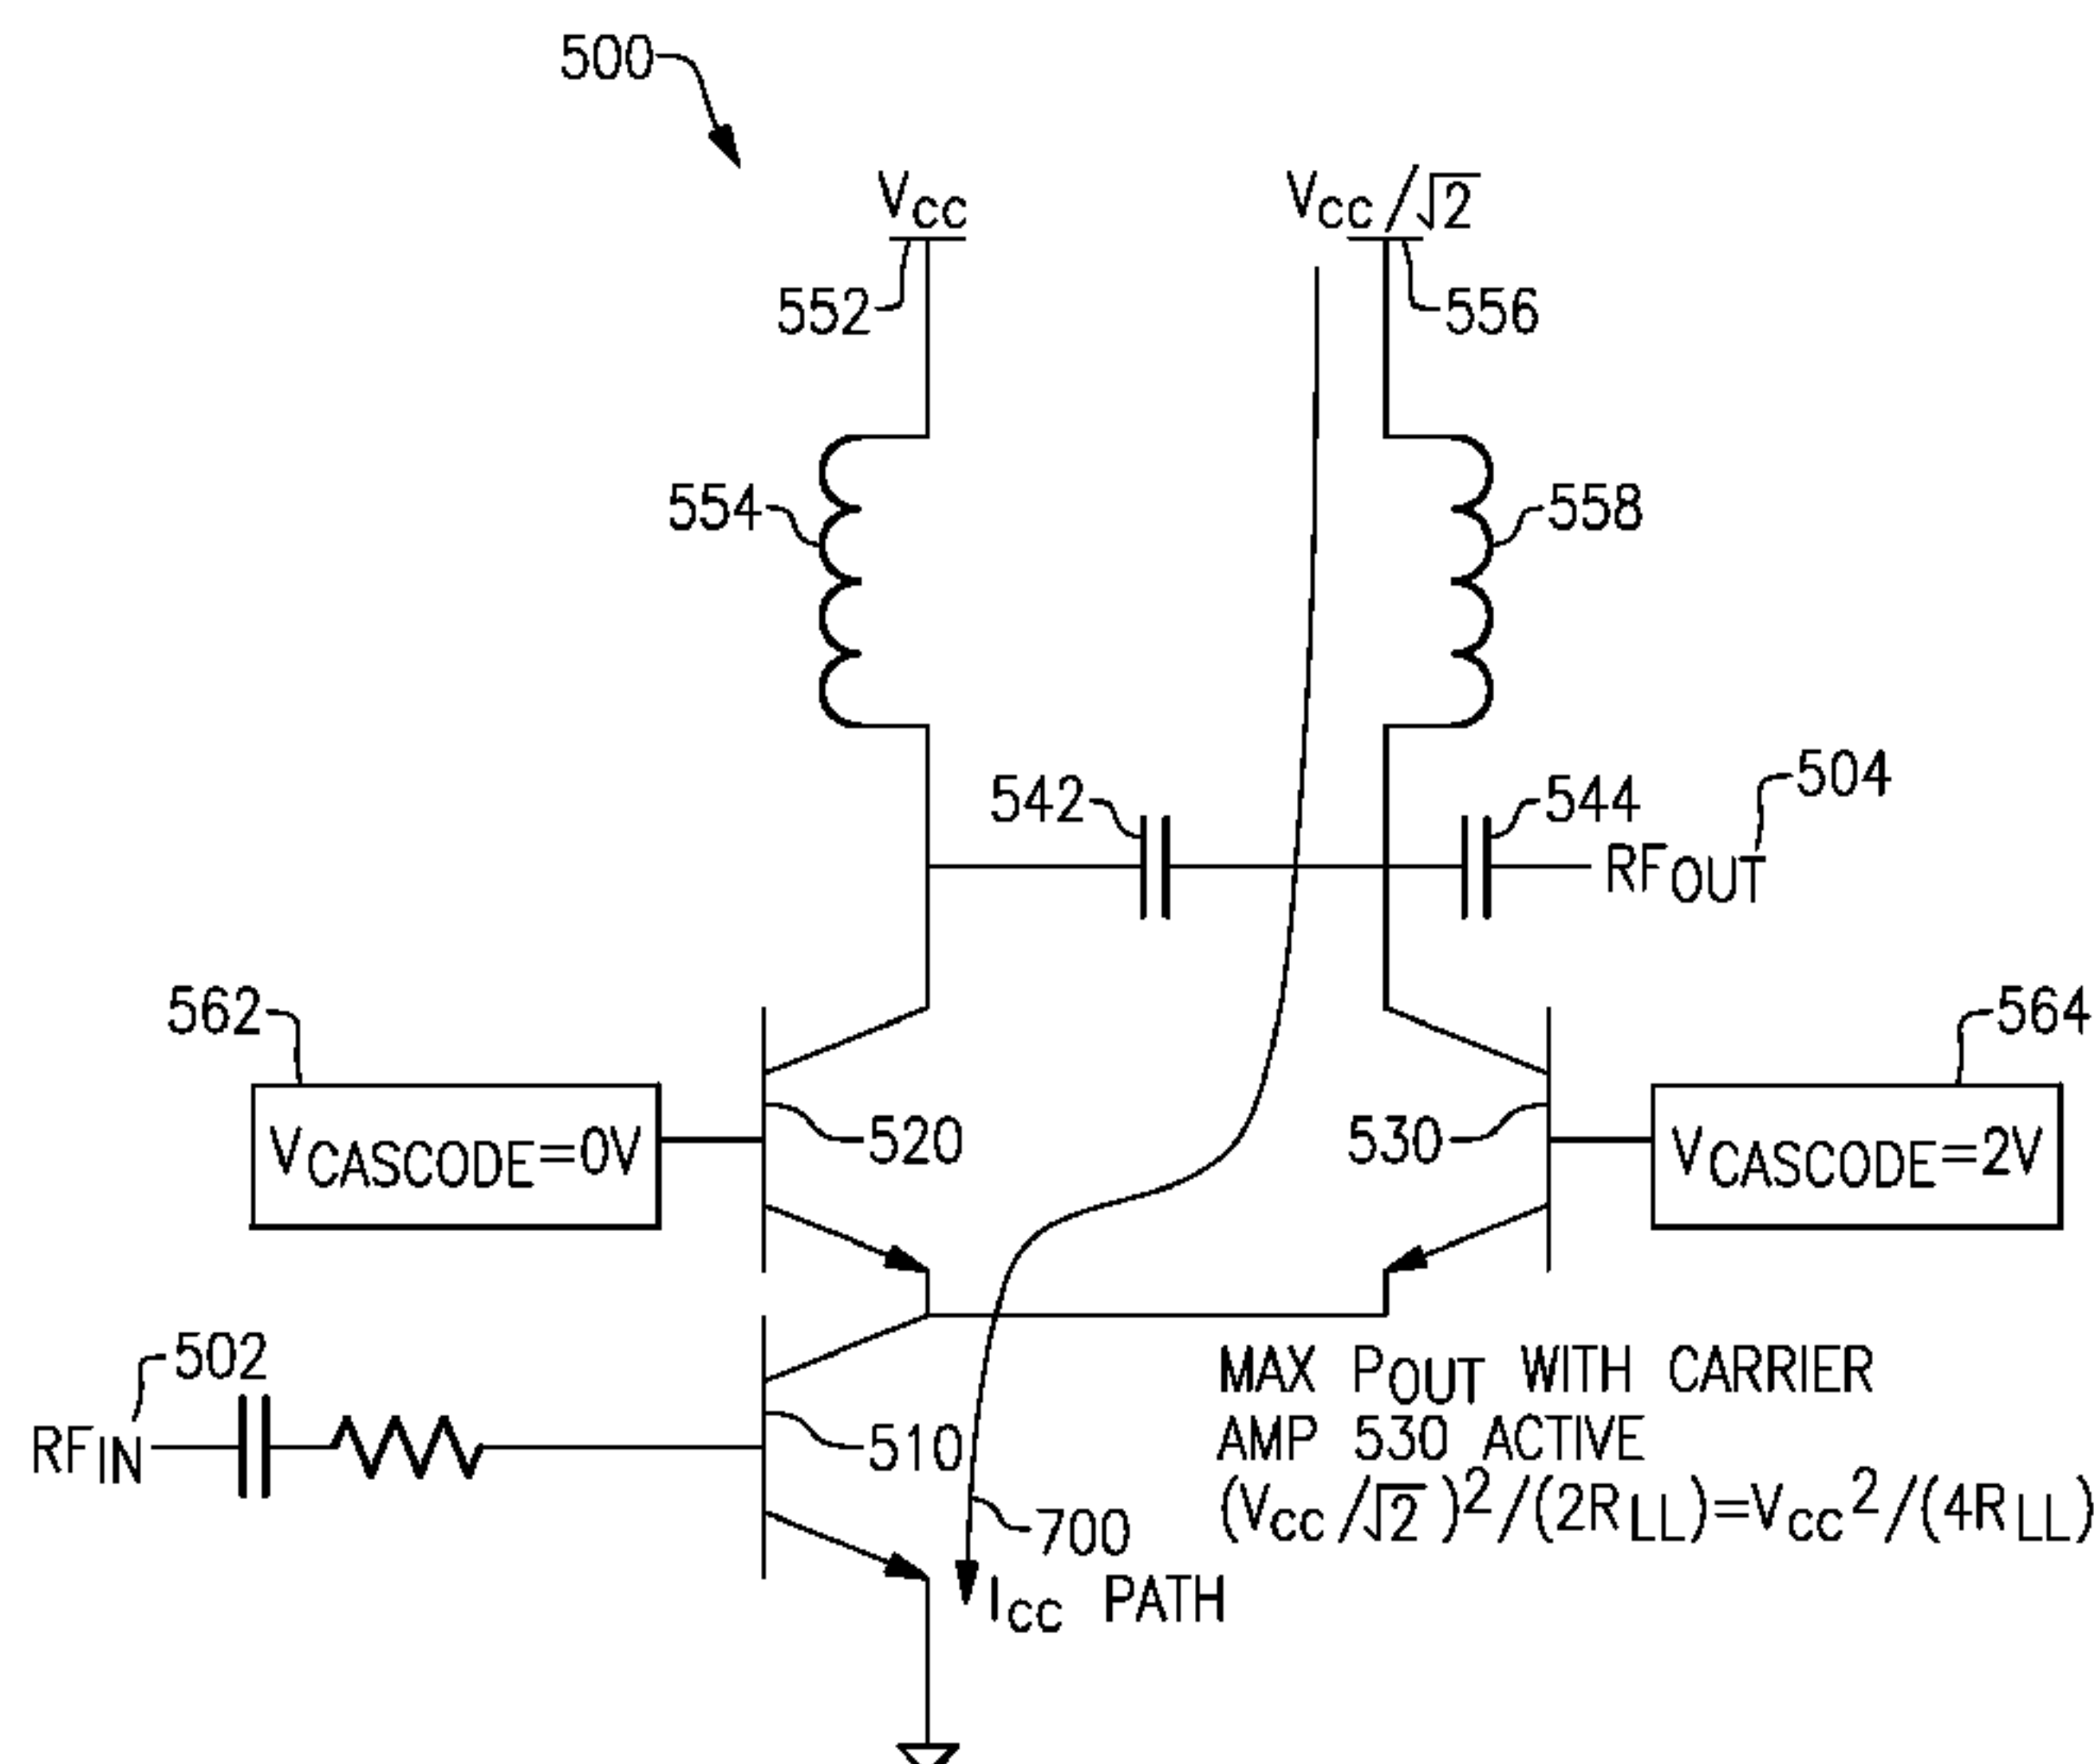 500
Vcc
Vcc/√2
552
556
554
558
542
544
504
RFOUT
562
564
VCASCODE=0V
520
530
VCASCODE=2V
502
RFIN
510
MAX POUT WITH CARRIER
AMP 530 ACTIVE
(Vcc/√2)²/(2RLL)=Vcc²/(4RLL)
700
Icc PATH